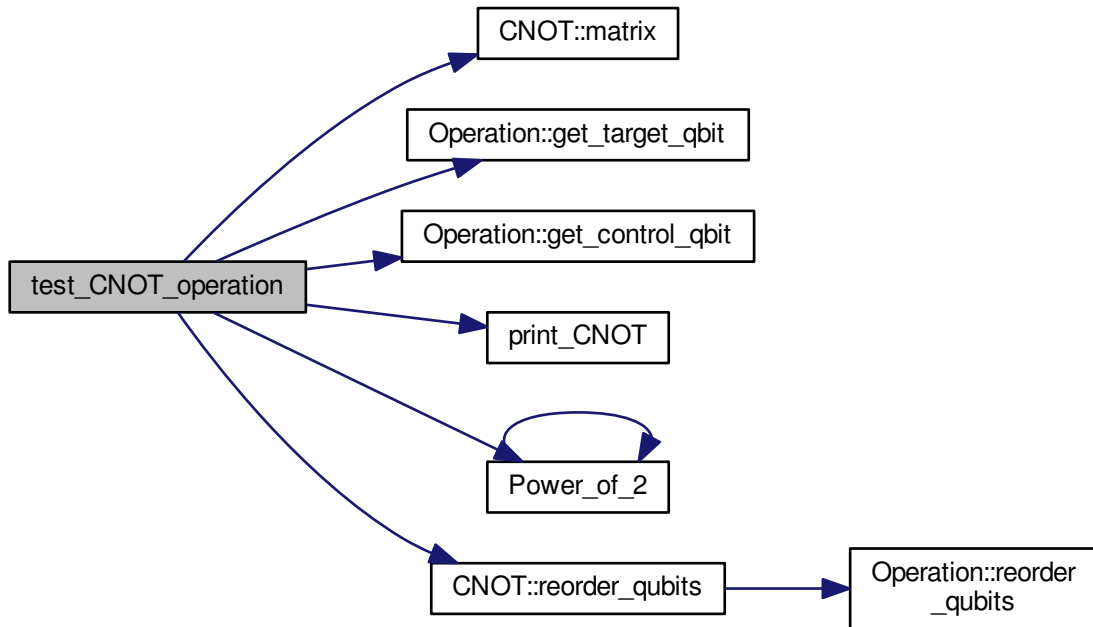 CNOT::matrix
Operation::get_target_qbit
Operation::get_control_qbit
test_CNOT_operation
print_CNOT
Power_of_2
CNOT::reorder_qubits
Operation::reorder
_qubits